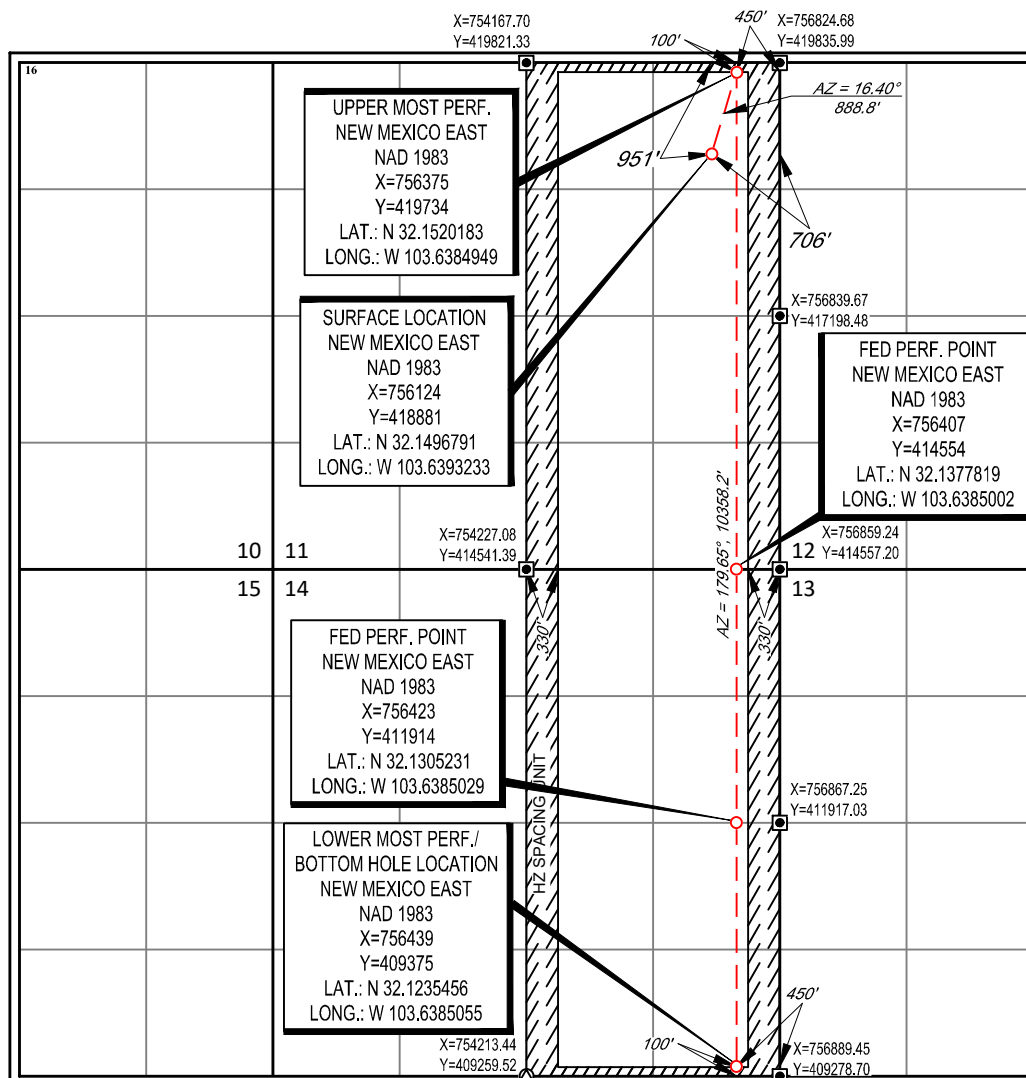 X=754167.70
Y=419821.33
450'
X=756824.68
Y=419835.99
100'
16
AZ = 16.40°
888.8'
UPPER MOST PERF.
NEW MEXICO EAST
NAD 1983
X=756375
Y=419734
LAT.: N 32.1520183
LONG.: W 103.6384949
951'
706'
SURFACE LOCATION
NEW MEXICO EAST
NAD 1983
X=756124
Y=418881
LAT.: N 32.1496791
LONG.: W 103.6393233
X=756839.67
Y=417198.48
FED PERF. POINT
NEW MEXICO EAST
NAD 1983
X=756407
Y=414554
LAT.: N 32.1377819
LONG.: W 103.6385002
AZ = 179.65°, 10358.2'
X=754227.08
Y=414541.39
X=756859.24
Y=414557.20
10 11
12
15 14
13
330'
330'
FED PERF. POINT
NEW MEXICO EAST
NAD 1983
X=756423
Y=411914
LAT.: N 32.1305231
LONG.: W 103.6385029
HZ SPACING UNIT
X=756867.25
Y=411917.03
LOWER MOST PERF./
BOTTOM HOLE LOCATION
NEW MEXICO EAST
NAD 1983
X=756439
Y=409375
LAT.: N 32.1235456
LONG.: W 103.6385055
450'
100'
X=754213.44
Y=409259.52
X=756889.45
Y=409278.70